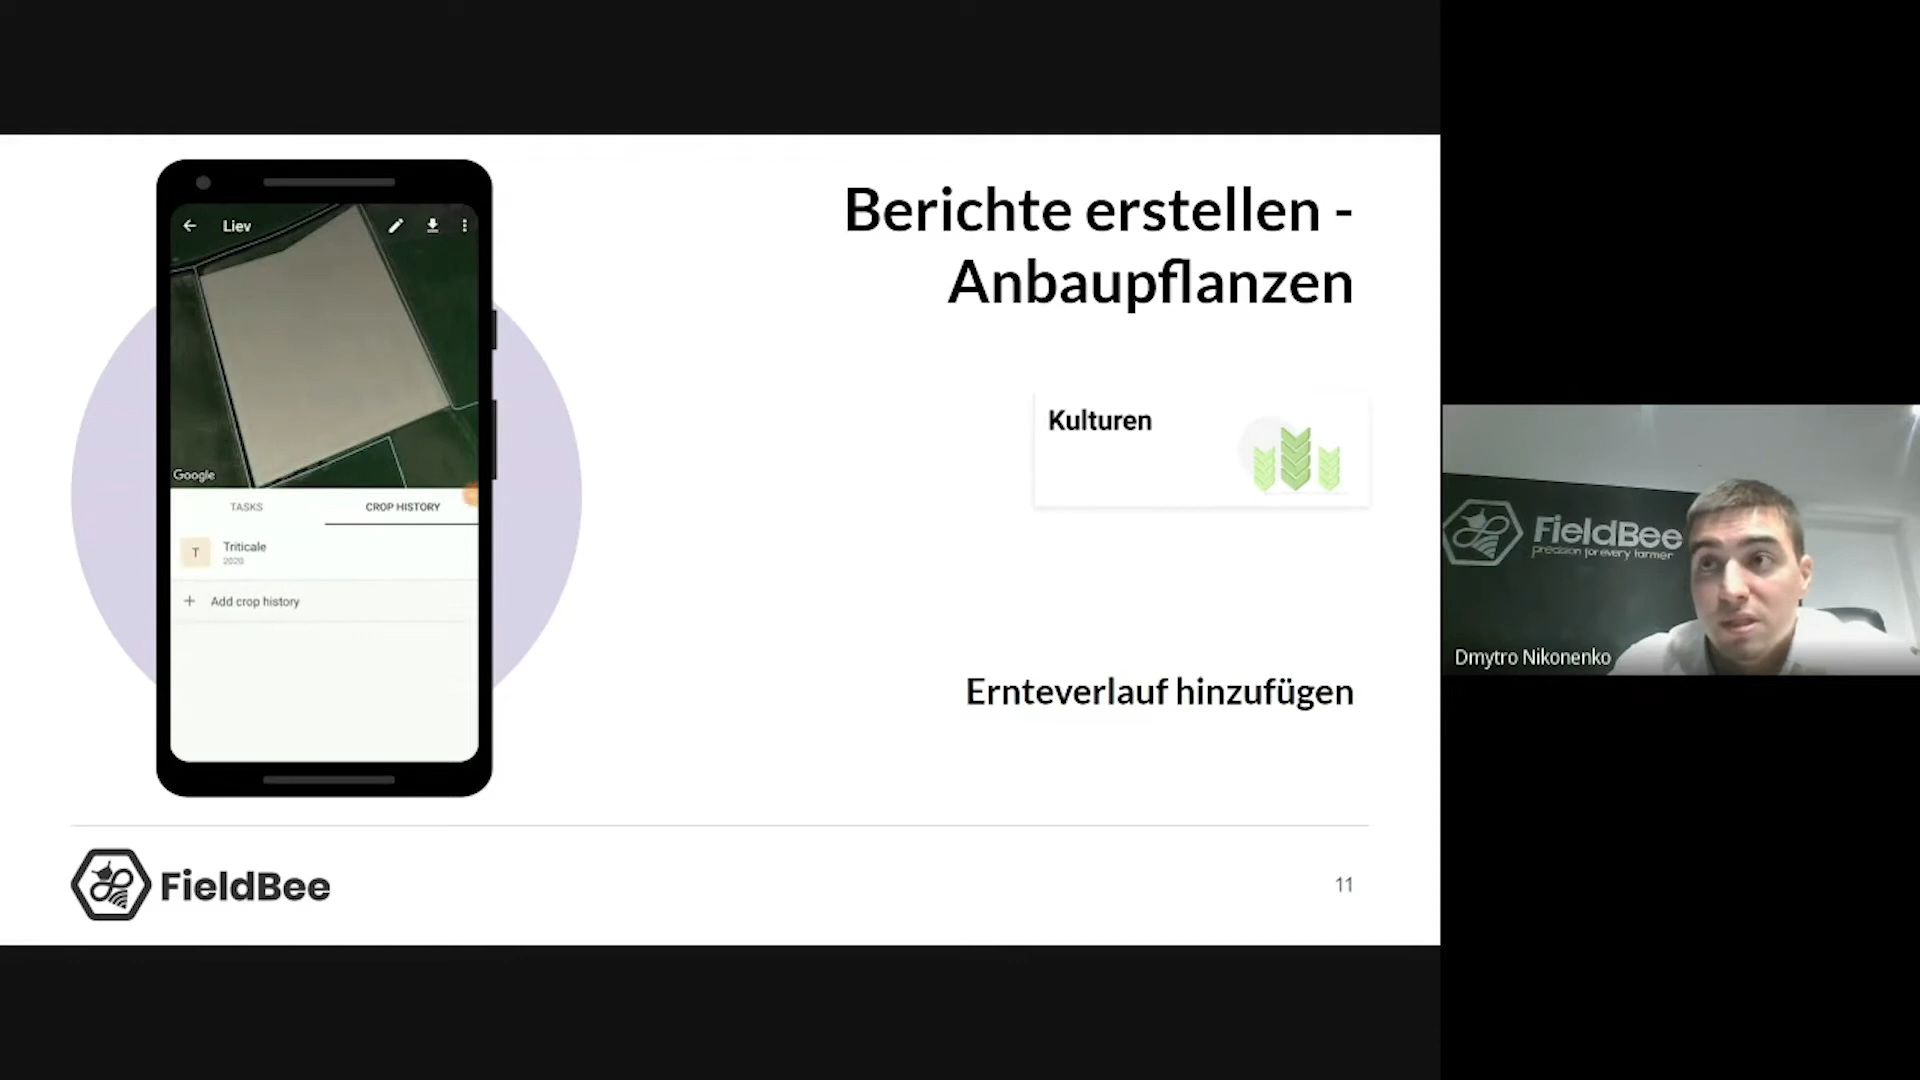 Liev
Google
TASKS
CROP HISTORY
T
Triticale
2020
+ Add crop history
Berichte erstellen -
Anbaupflanzen
Kulturen
Ernteverlauf hinzufügen
FieldBee
11
FieldBee
precision for every farmer
Dmytro Nikonenko